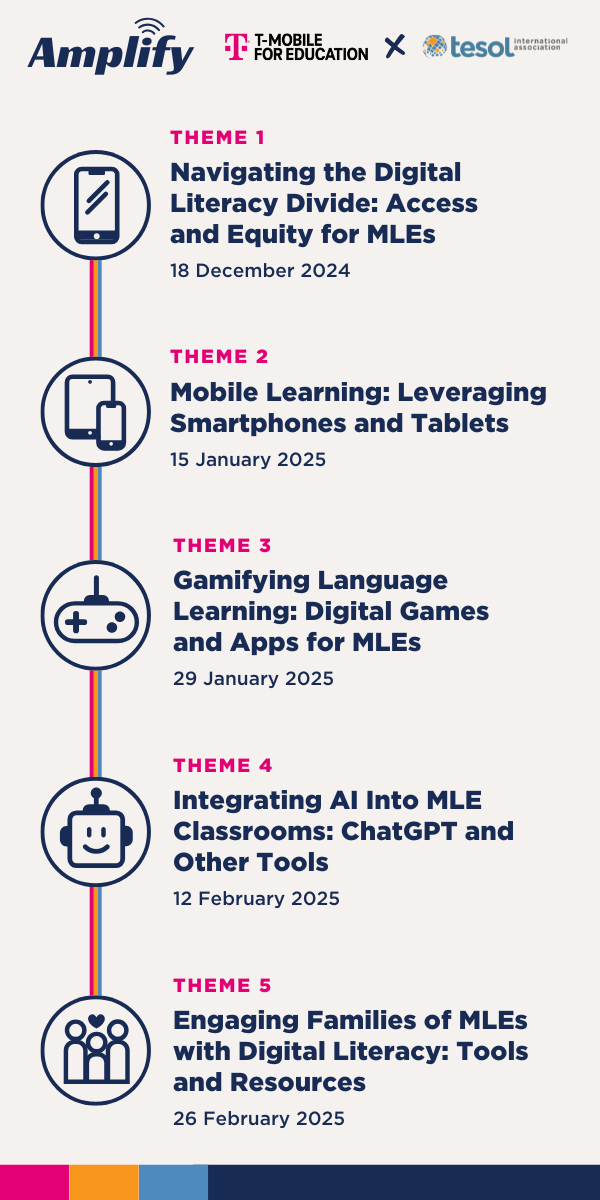 Amplify
T-MOBILE
FOR EDUCATION
tesol international
association
THEME 1
Navigating the Digital
Literacy Divide: Access
and Equity for MLEs
18 December 2024
THEME 2
Mobile Learning: Leveraging
Smartphones and Tablets
15 January 2025
THEME 3
Gamifying Language
Learning: Digital Games
and Apps for MLEs
29 January 2025
THEME 4
Integrating AI Into MLE
Classrooms: ChatGPT and
Other Tools
12 February 2025
THEME 5
Engaging Families of MLEs
with Digital Literacy: Tools
and Resources
26 February 2025